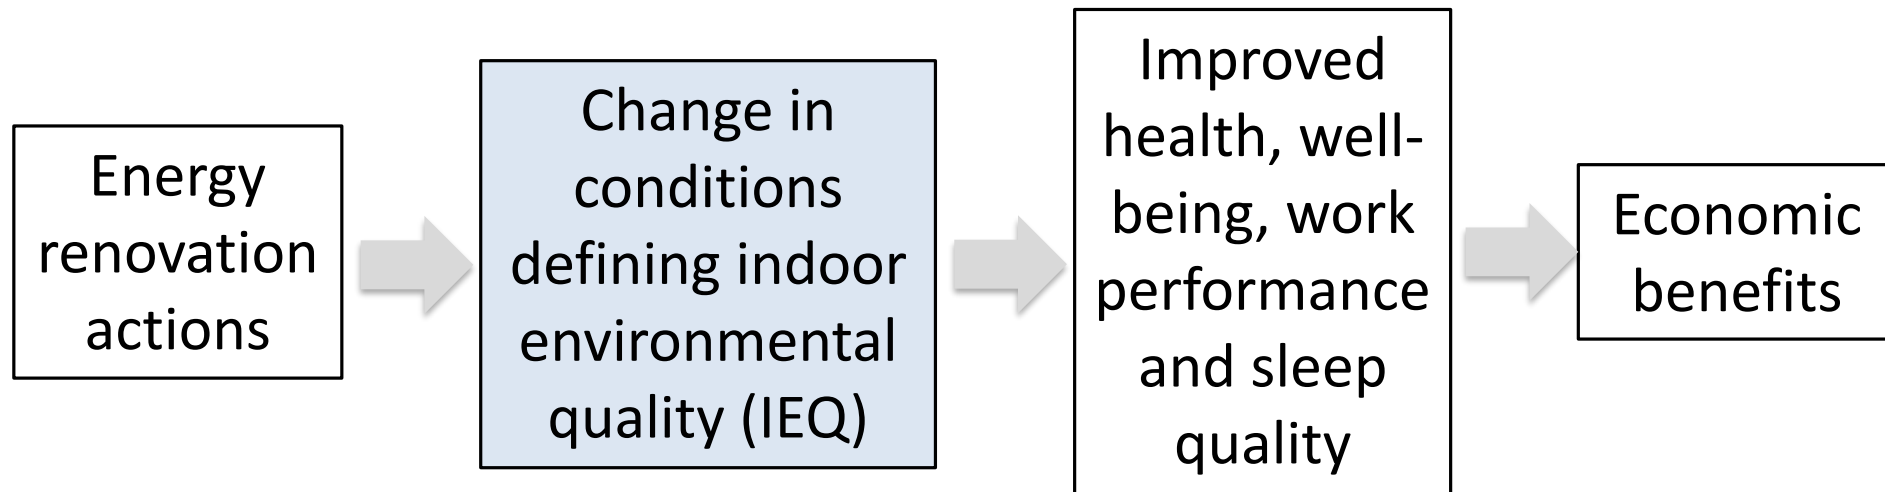 Energy
renovation
actions
Change in
conditions
defining indoor
environmental
quality (IEQ)
Improved
health, well-
being, work
performance
and sleep
quality
Economic
benefits